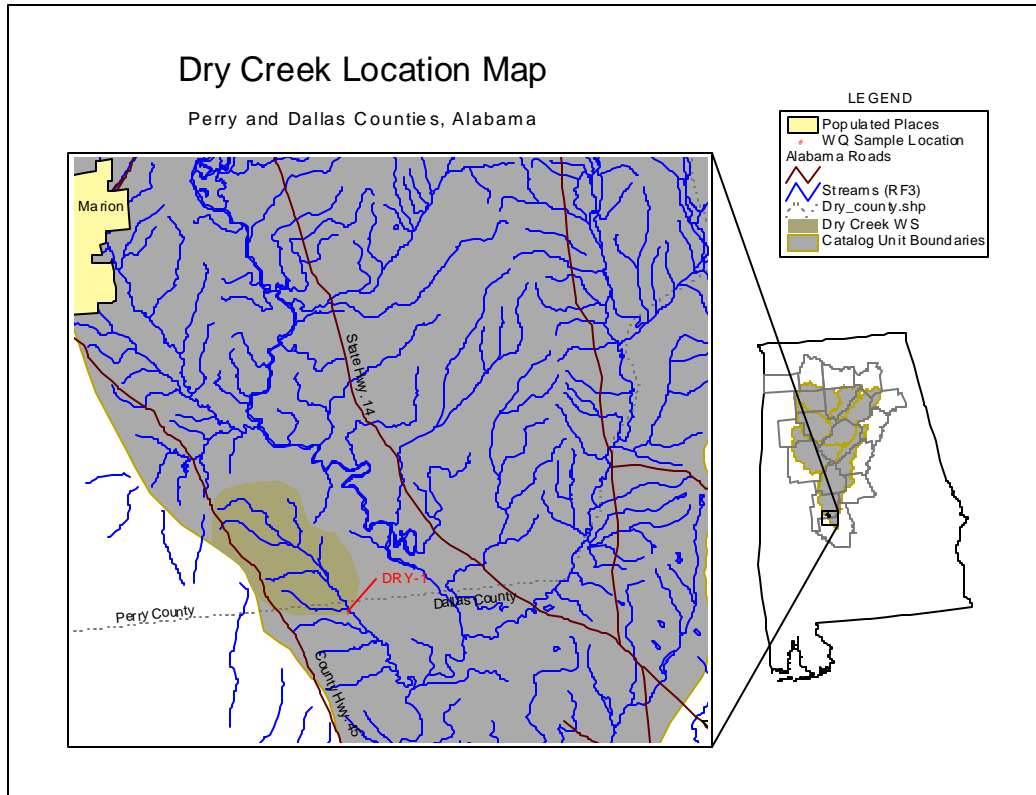 Dry Creek Location Map
Perry and Dallas Counties, Alabama
LEGEND
Populated Places
WQ Sample Location
Alabama Roads
Streams (RF3)
Dry_county.shp
Dry Creek WS
Catalog Unit Boundaries
Marion
State Hwy. 14
DRY-1
Perry County
Dallas County
County Hwy. 45